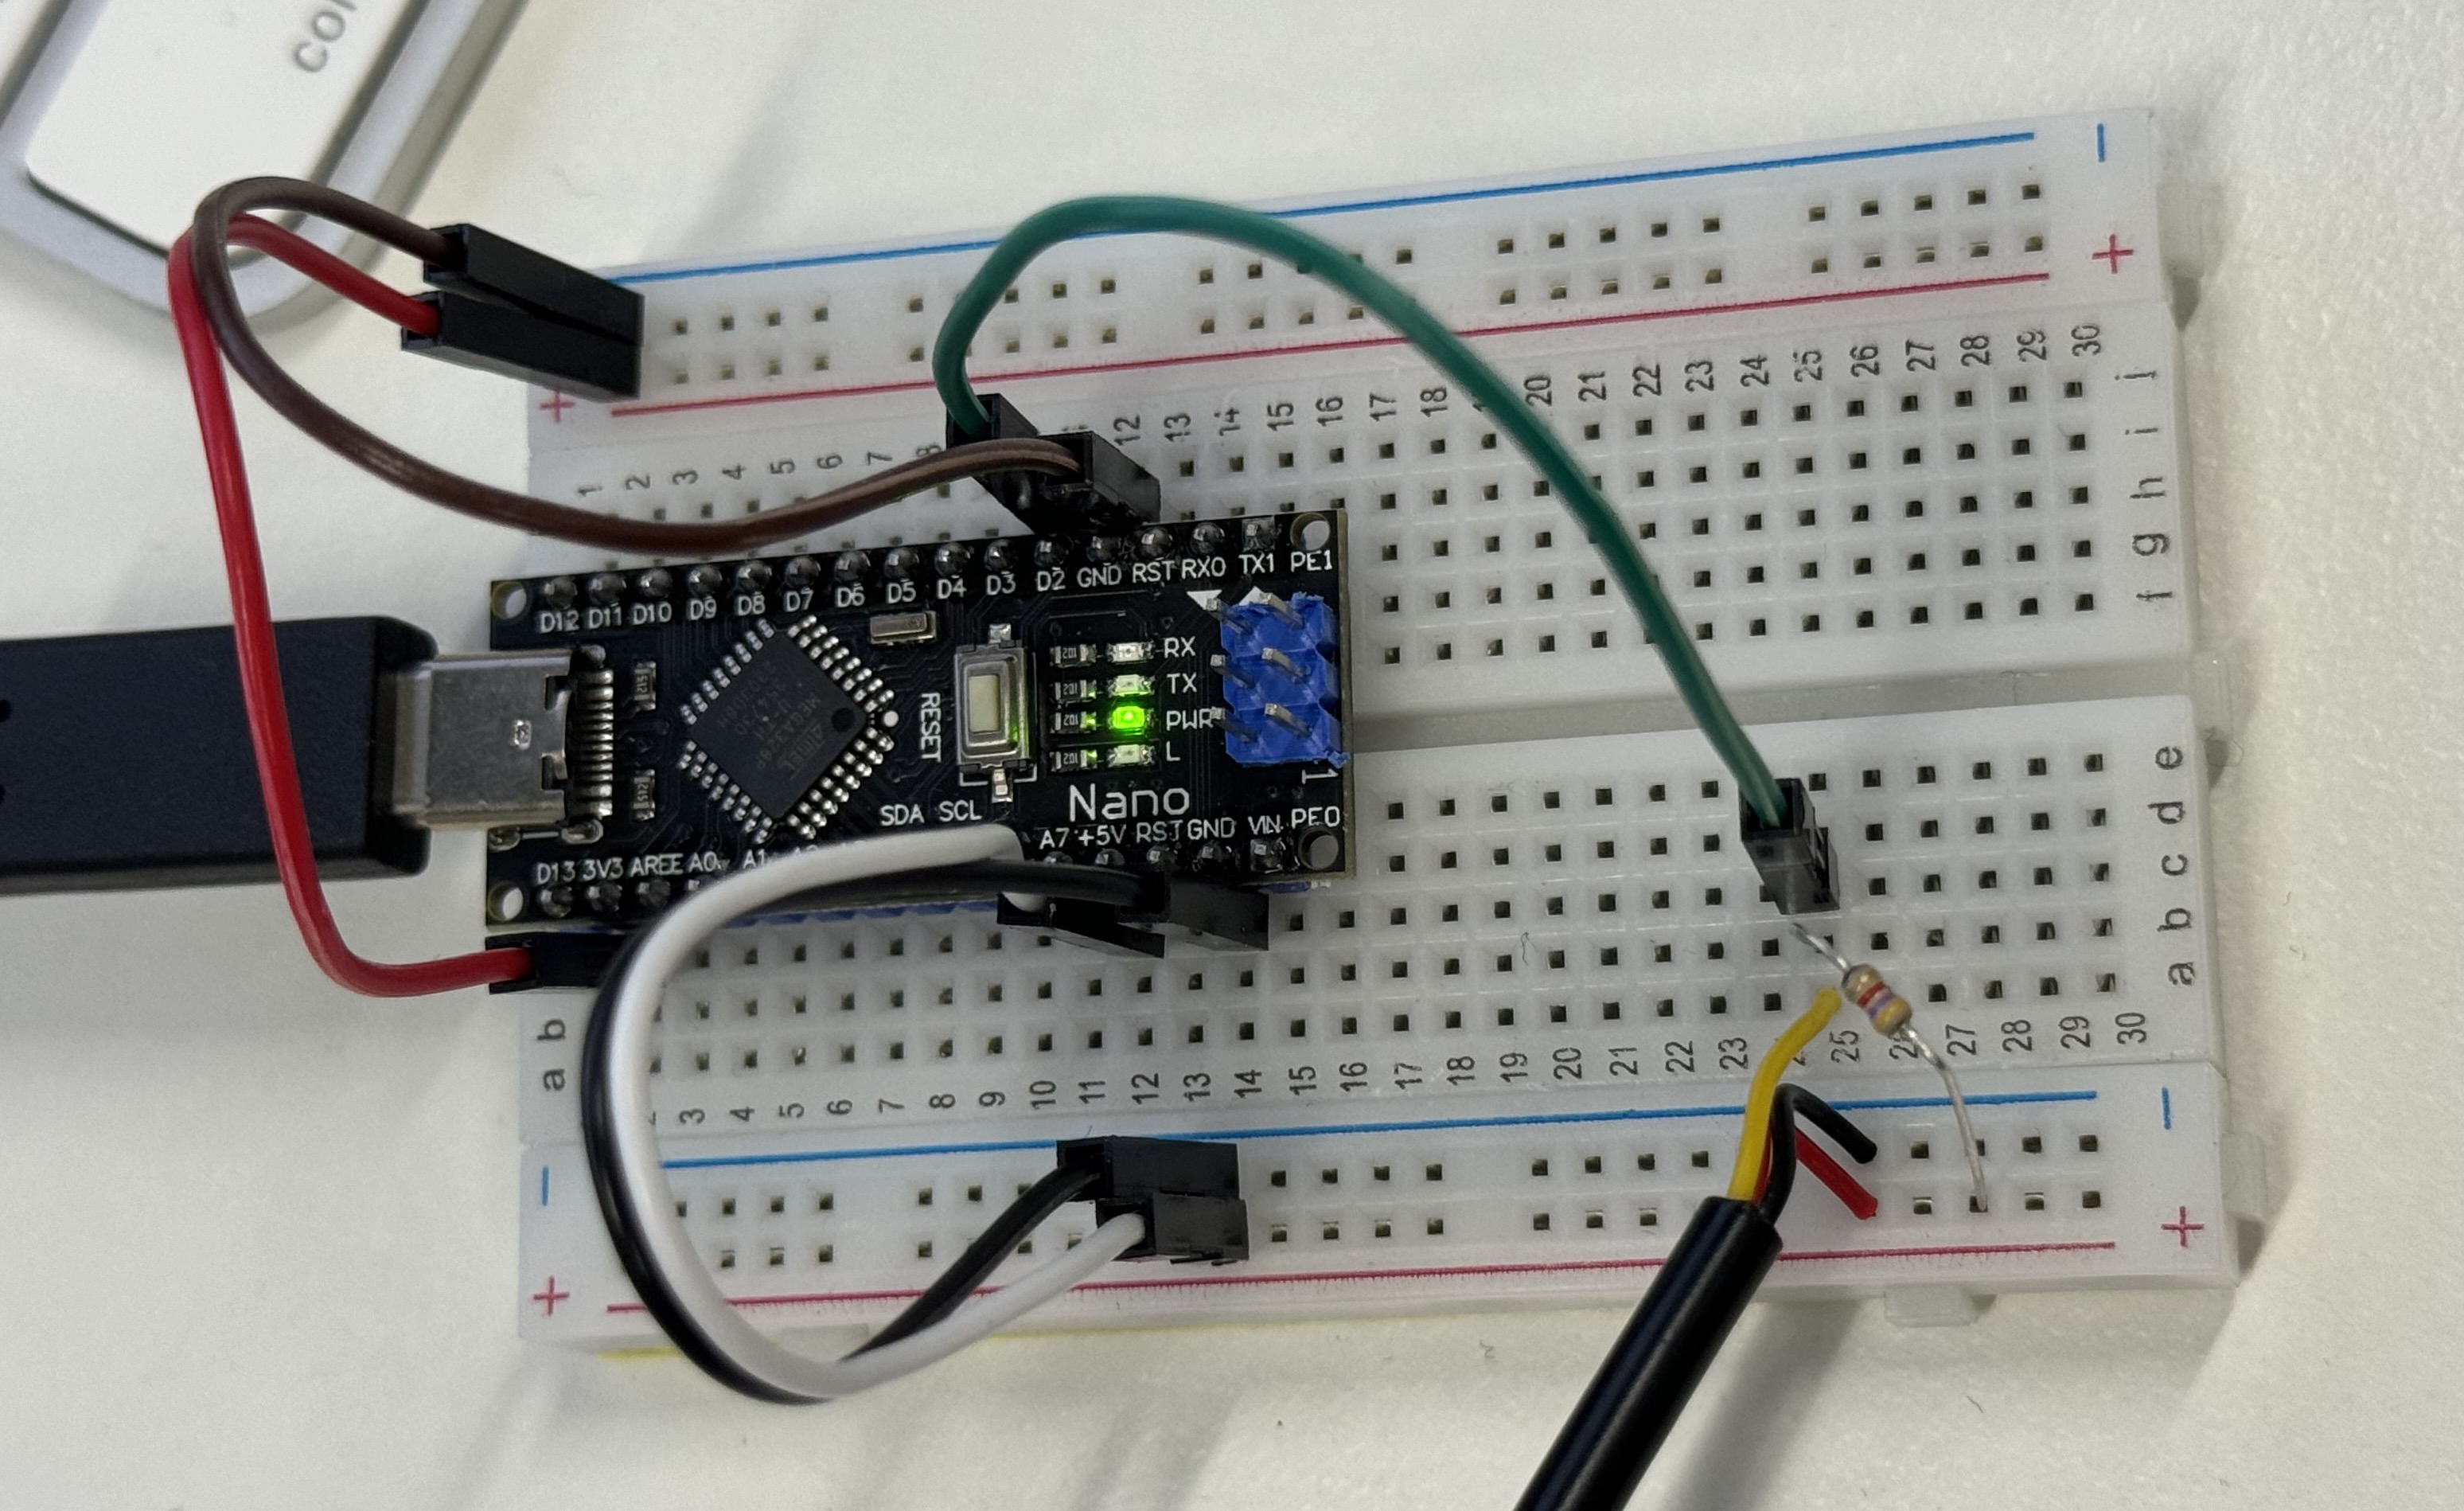 −
+
+
1 2 3 4 5 6 7 8 12 13 14 15 16 17 18 20 21 22 23 24 25 26 27 28 29 30
j
i
h
g
f
D12 D11 D10 D9 D8 D7 D6 D5 D4 D3 D2 GND RST RX0 TX1 PE1
RX
TX
PWR
L
RESET
1
Nano
SDA SCL
D13 3V3 AREF A0 A1 A7 +5V RST GND VIN PE0
e
d
c
b
a
b
a
3 4 5 6 7 8 9 10 11 12 13 14 15 16 17 18 19 20 21 22 23 25 26 27 28 29 30
−
−
+
+